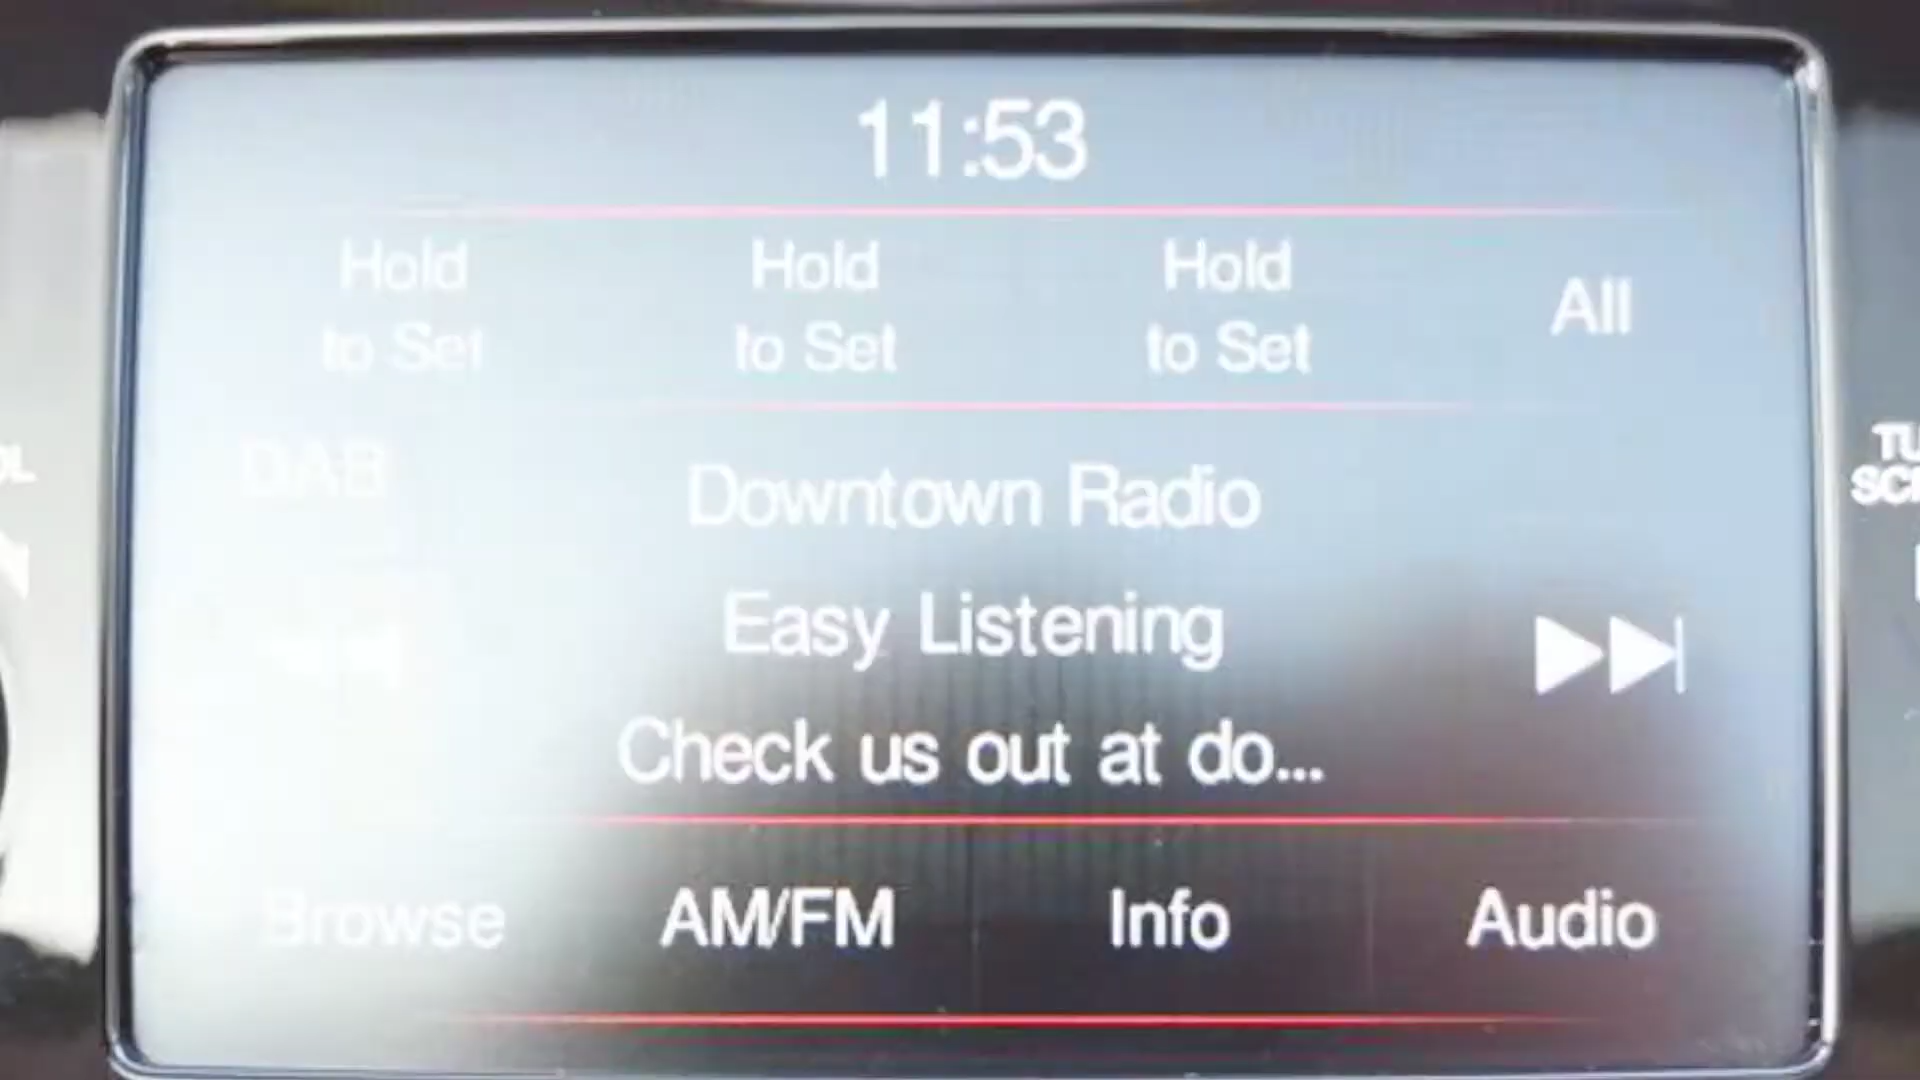 11:53
Hold Hold Hold
to Set to Set to Set
All
DAB
Downtown Radio
Easy Listening
Check us out at do...
Browse AM/FM Info Audio